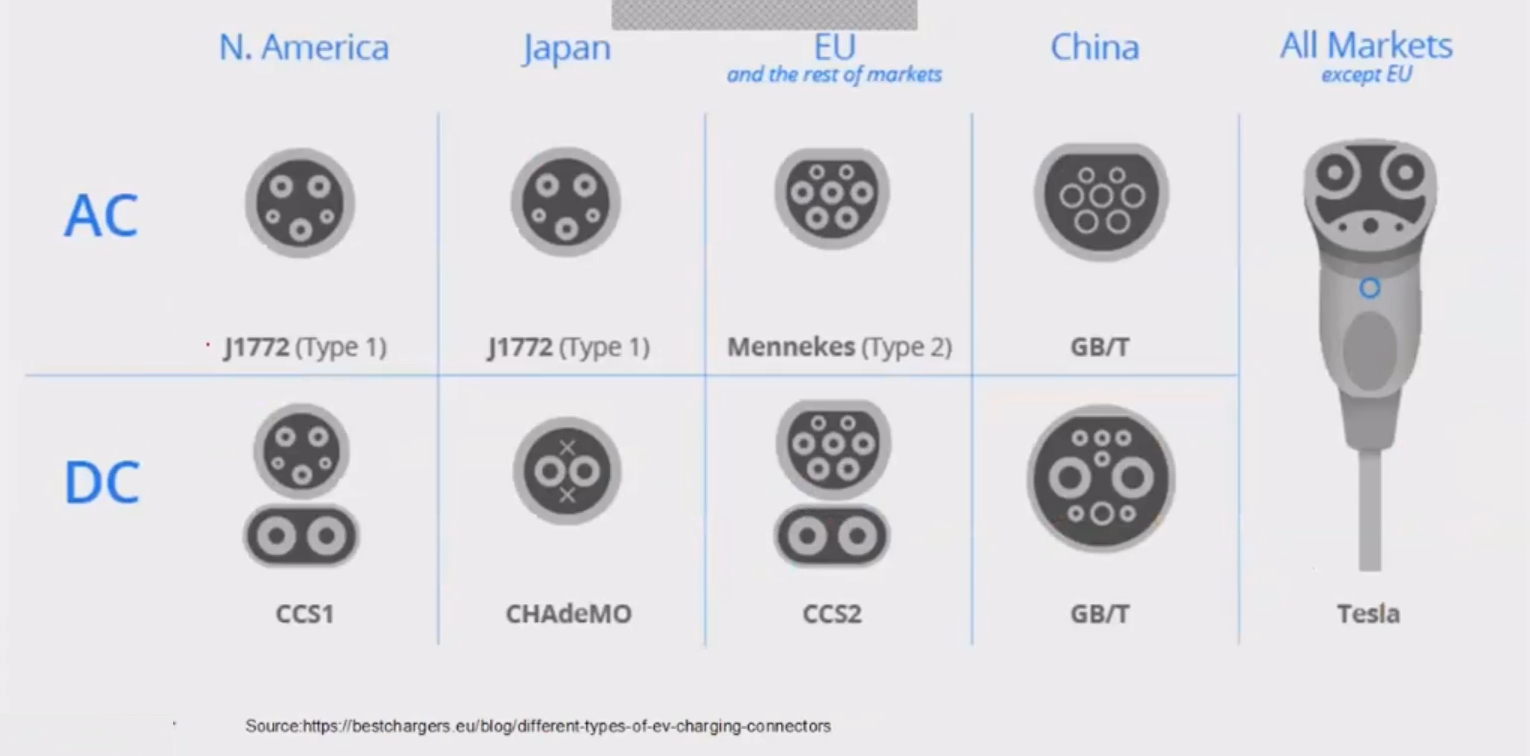 N. America
Japan
EU
and the rest of markets
China
All Markets
except EU
AC
J1772 (Type 1)
J1772 (Type 1)
Mennekes (Type 2)
GB/T
DC
CCS1
CHAdeMO
CCS2
GB/T
Tesla
Source:https://bestchargers.eu/blog/different-types-of-ev-charging-connectors